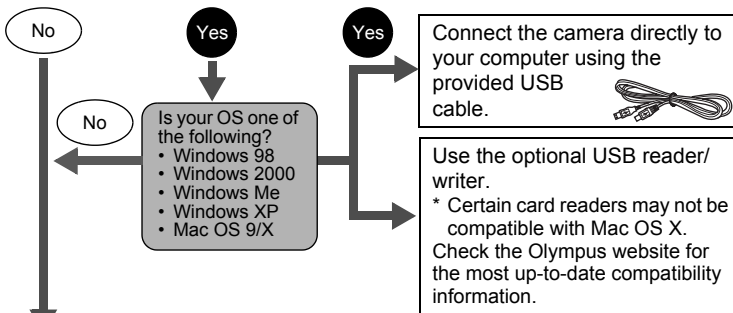 No
Yes
Yes
No
Is your OS one of
the following?
• Windows 98
• Windows 2000
• Windows Me
• Windows XP
• Mac OS 9/X
Connect the camera directly to
your computer using the
provided USB
cable.
Use the optional USB reader/
writer.
* Certain card readers may not be
compatible with Mac OS X.
Check the Olympus website for
the most up-to-date compatibility
information.